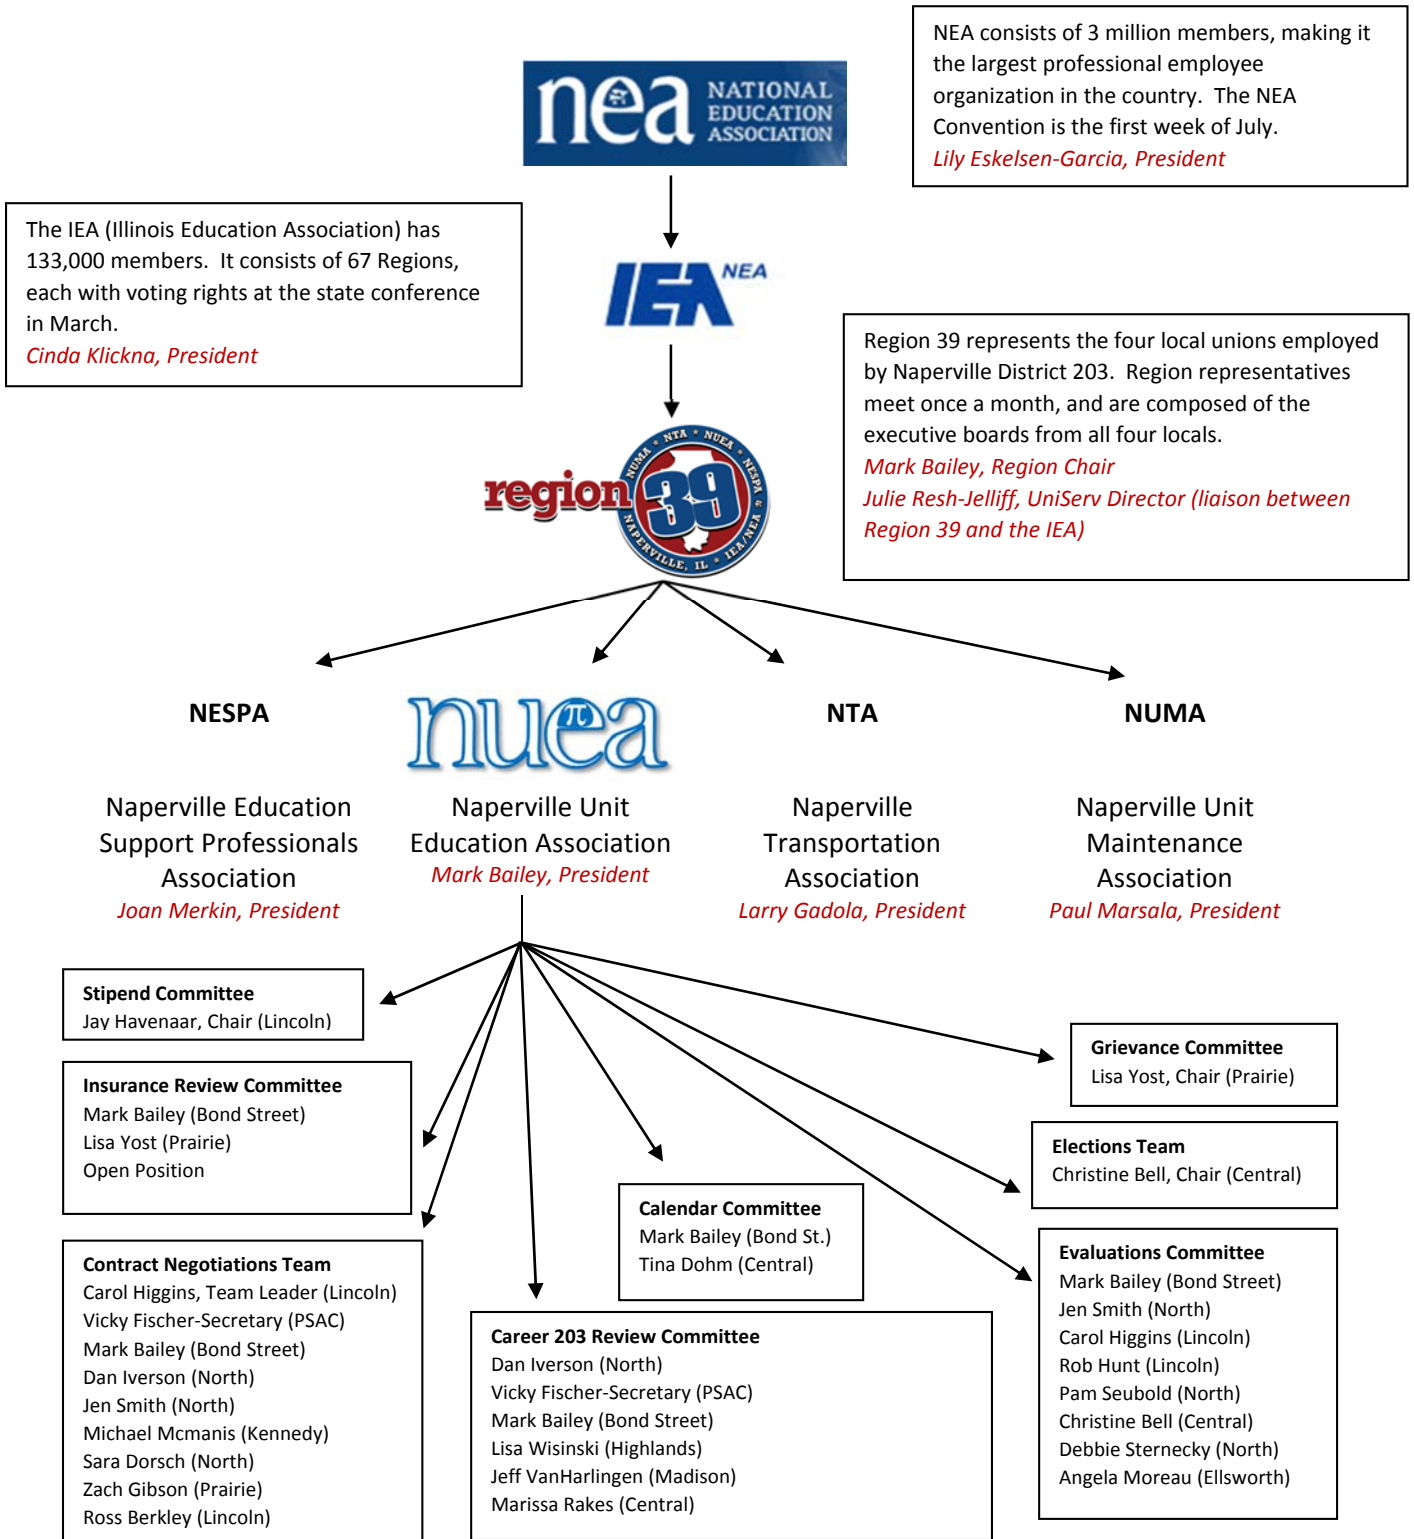 NEA consists of 3 million members, making it
the largest professional employee
organization in the country.  The NEA
Convention is the first week of July.
Lily Eskelsen-Garcia, President
nea NATIONAL
EDUCATION
ASSOCIATION
The IEA (Illinois Education Association) has
133,000 members.  It consists of 67 Regions,
each with voting rights at the state conference
in March.
Cinda Klickna, President
IEA NEA
Region 39 represents the four local unions employed
by Naperville District 203.  Region representatives
meet once a month, and are composed of the
executive boards from all four locals.
Mark Bailey, Region Chair
Julie Resh-Jelliff, UniServ Director (liaison between
Region 39 and the IEA)
region 39
NUMA * NTA * NUEA * NESPA * IEA/NEA * NAPERVILLE, IL *
NESPA
Naperville Education
Support Professionals
Association
Joan Merkin, President
nuea
π
Naperville Unit
Education Association
Mark Bailey, President
NTA
Naperville
Transportation
Association
Larry Gadola, President
NUMA
Naperville Unit
Maintenance
Association
Paul Marsala, President
Stipend Committee
Jay Havenaar, Chair (Lincoln)
Insurance Review Committee
Mark Bailey (Bond Street)
Lisa Yost (Prairie)
Open Position
Contract Negotiations Team
Carol Higgins, Team Leader (Lincoln)
Vicky Fischer-Secretary (PSAC)
Mark Bailey (Bond Street)
Dan Iverson (North)
Jen Smith (North)
Michael Mcmanis (Kennedy)
Sara Dorsch (North)
Zach Gibson (Prairie)
Ross Berkley (Lincoln)
Career 203 Review Committee
Dan Iverson (North)
Vicky Fischer-Secretary (PSAC)
Mark Bailey (Bond Street)
Lisa Wisinski (Highlands)
Jeff VanHarlingen (Madison)
Marissa Rakes (Central)
Calendar Committee
Mark Bailey (Bond St.)
Tina Dohm (Central)
Grievance Committee
Lisa Yost, Chair (Prairie)
Elections Team
Christine Bell, Chair (Central)
Evaluations Committee
Mark Bailey (Bond Street)
Jen Smith (North)
Carol Higgins (Lincoln)
Rob Hunt (Lincoln)
Pam Seubold (North)
Christine Bell (Central)
Debbie Sternecky (North)
Angela Moreau (Ellsworth)